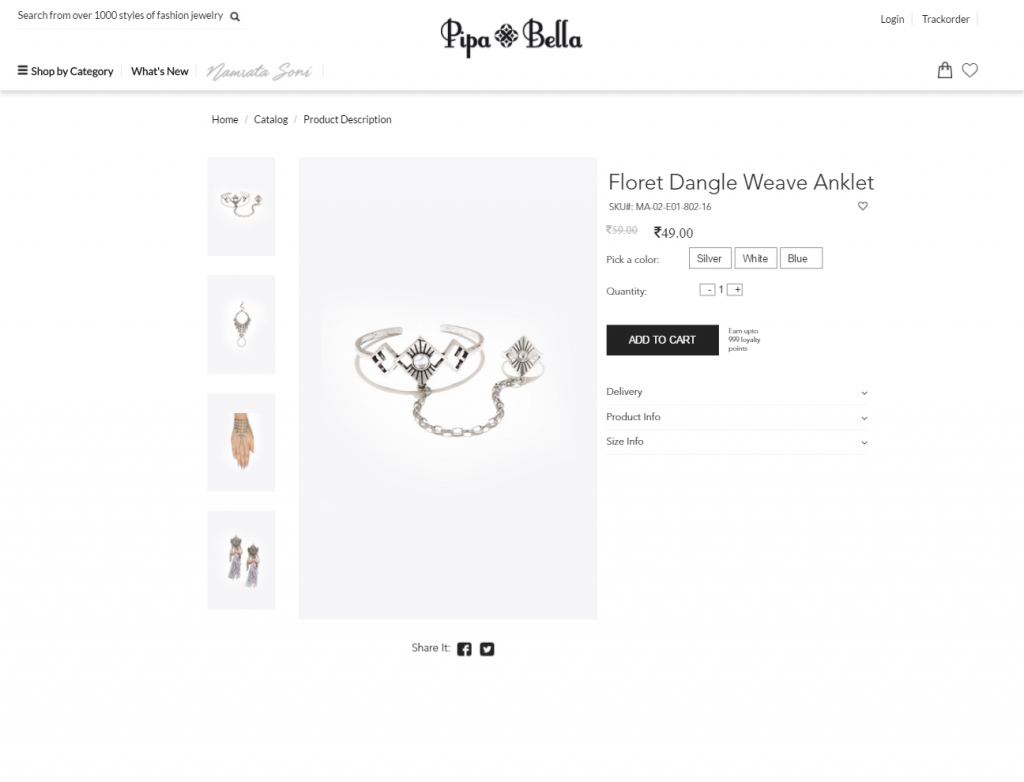 Search from over 1000 styles of fashion jewelry
Pipa Bella
Login
Trackorder
Shop by Category
What's New
Namrata Soni
Home / Catalog / Product Description
Floret Dangle Weave Anklet
SKU#: MA-02-E01-802-16
₹59.00 ₹49.00
Pick a color: Silver White Blue
Quantity: - 1 +
ADD TO CART
Earn upto
999 loyalty
points
Delivery
Product Info
Size Info
Share It: